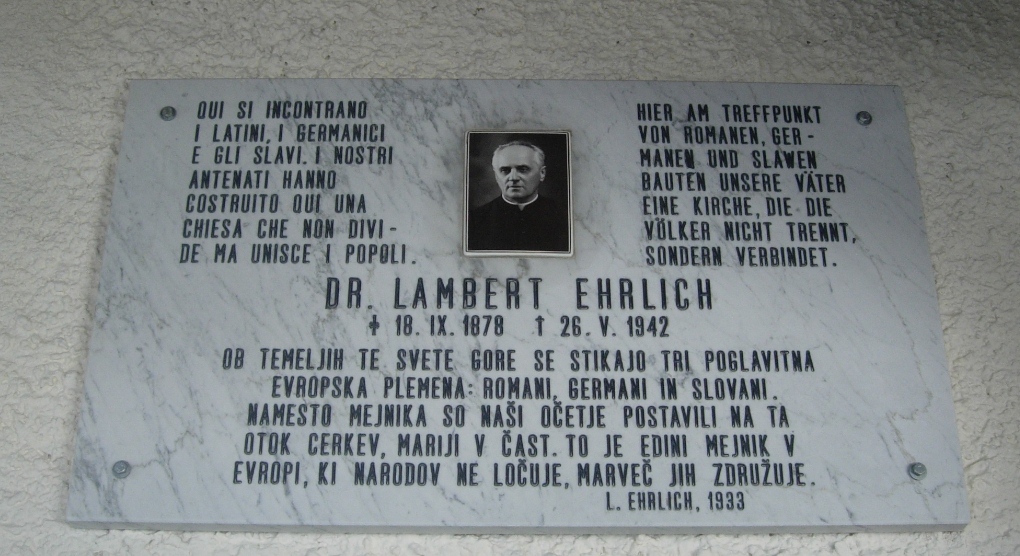 QUI SI INCONTRANO
I LATINI, I GERMANICI
E GLI SLAVI. I NOSTRI
ANTENATI HANNO
COSTRUITO QUI UNA
CHIESA CHE NON DIVI-
DE MA UNISCE I POPOLI.
HIER AM TREFFPUNKT
VON ROMANEN, GER-
MANEN UND SLAWEN
BAUTEN UNSERE VÄTER
EINE KIRCHE, DIE DIE
VÖLKER NICHT TRENNT,
SONDERN VERBINDET.
DR. LAMBERT EHRLICH
⚹ 18. IX. 1878 † 26. V. 1942
OB TEMELJIH TE SVETE GORE SE STIKAJO TRI POGLAVITNA
EVROPSKA PLEMENA: ROMANI, GERMANI IN SLOVANI.
NAMESTO MEJNIKA SO NAŠI OČETJE POSTAVILI NA TA
OTOK CERKEV, MARIJI V ČAST. TO JE EDINI MEJNIK V
EVROPI, KI NARODOV NE LOČUJE, MARVEČ JIH ZDRUŽUJE.
L. EHRLICH, 1933